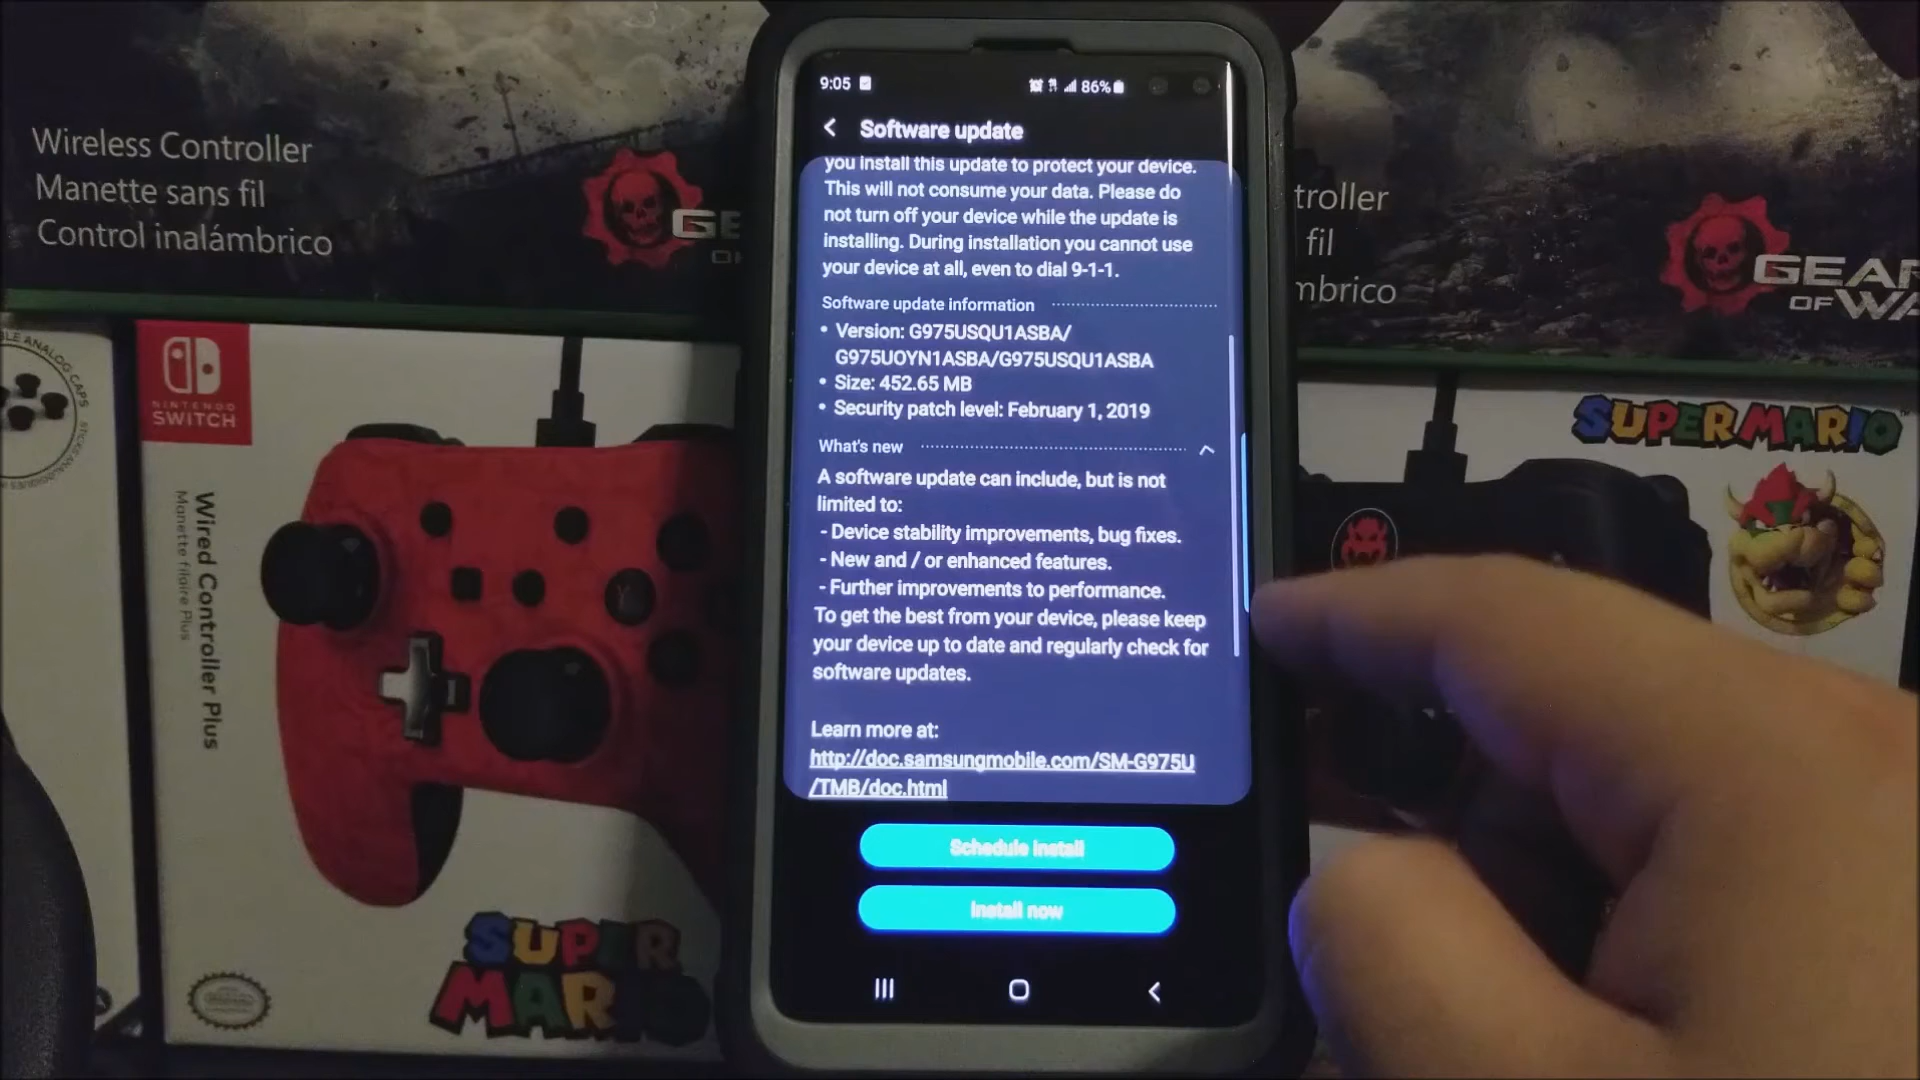 Wireless Controller
Manette sans fil
Control inalámbrico
GE
troller
fil
mbrico
GEAR
OF WA
NINTENDO
SWITCH
Wired Controller Plus
Manette filaire Plus
Y
SUPER
MARIO
SUPER MARIO
9:05
86%
Software update
you install this update to protect your device.
This will not consume your data. Please do
not turn off your device while the update is
installing. During installation you cannot use
your device at all, even to dial 9-1-1.
Software update information
• Version: G975USQU1ASBA/
G975UOYN1ASBA/G975USQU1ASBA
• Size: 452.65 MB
• Security patch level: February 1, 2019
What's new
A software update can include, but is not
limited to:
- Device stability improvements, bug fixes.
- New and / or enhanced features.
- Further improvements to performance.
To get the best from your device, please keep
your device up to date and regularly check for
software updates.
Learn more at:
http://doc.samsungmobile.com/SM-G975U
/TMB/doc.html
Schedule install
Install now